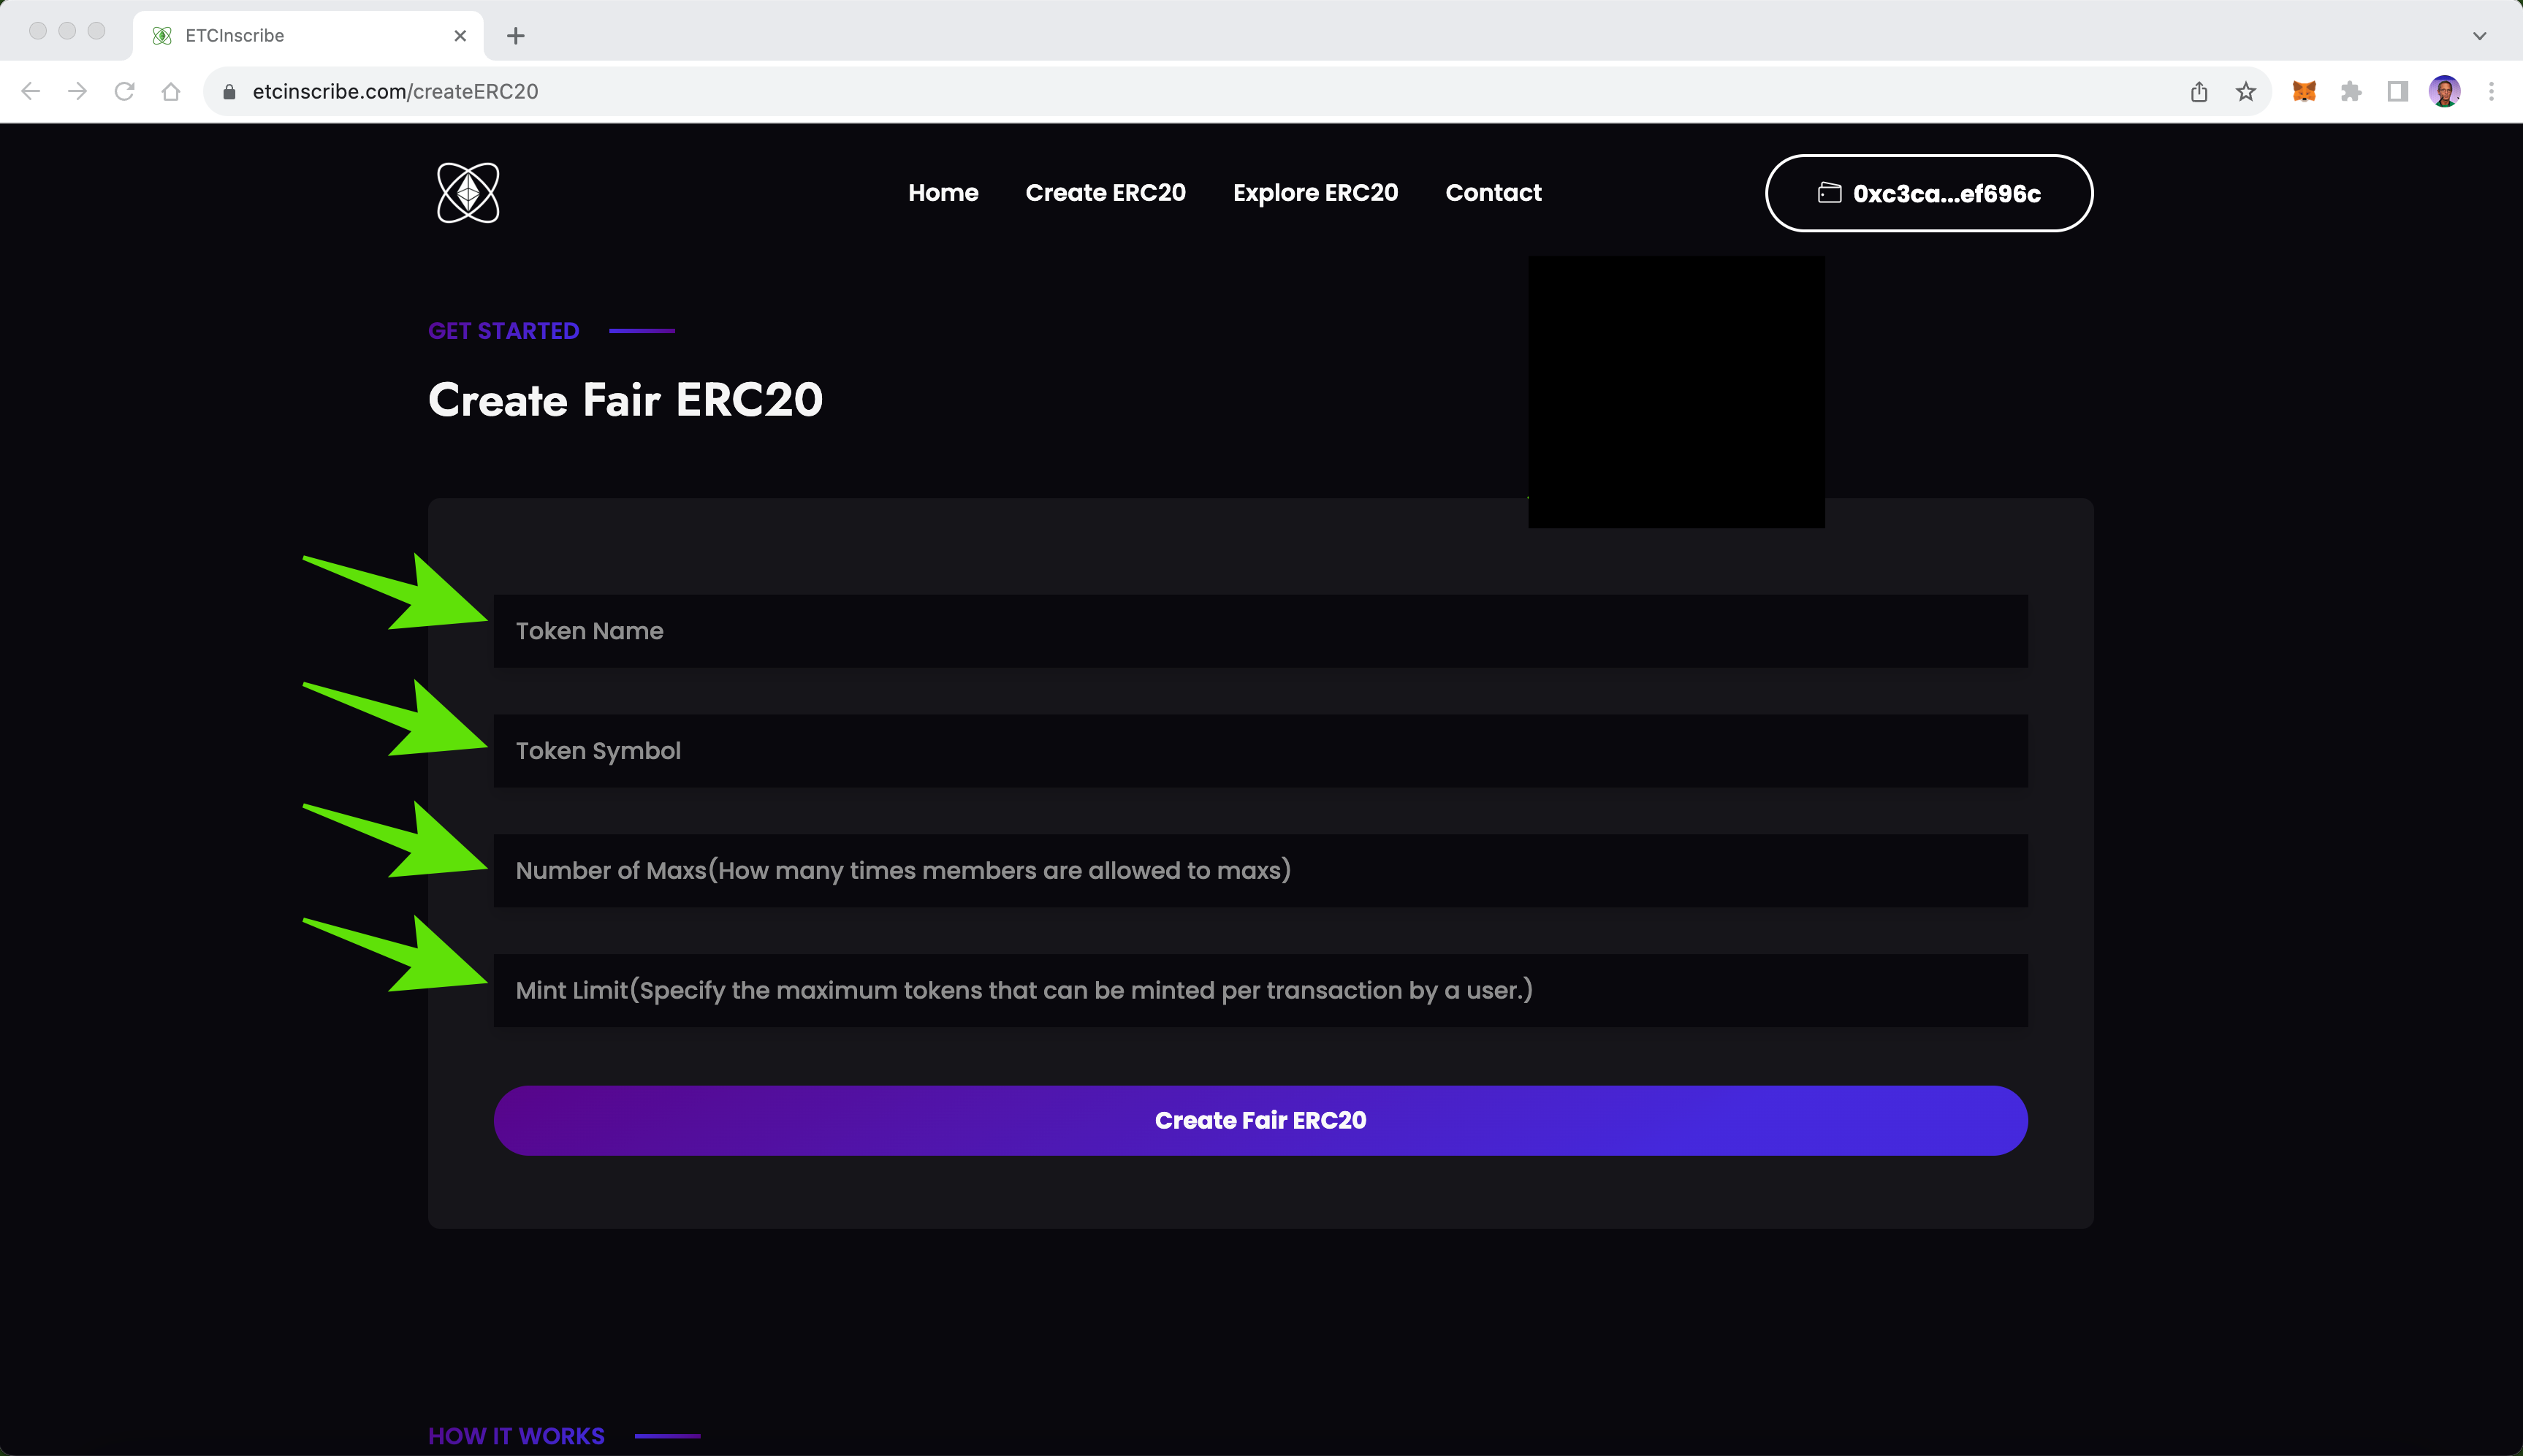 ETCInscribe
etcinscribe.com/createERC20
Home Create ERC20 Explore ERC20 Contact 0xc3ca...ef696c
GET STARTED
Create Fair ERC20
Token Name
Token Symbol
Number of Maxs(How many times members are allowed to maxs)
Mint Limit(Specify the maximum tokens that can be minted per transaction by a user.)
Create Fair ERC20
HOW IT WORKS